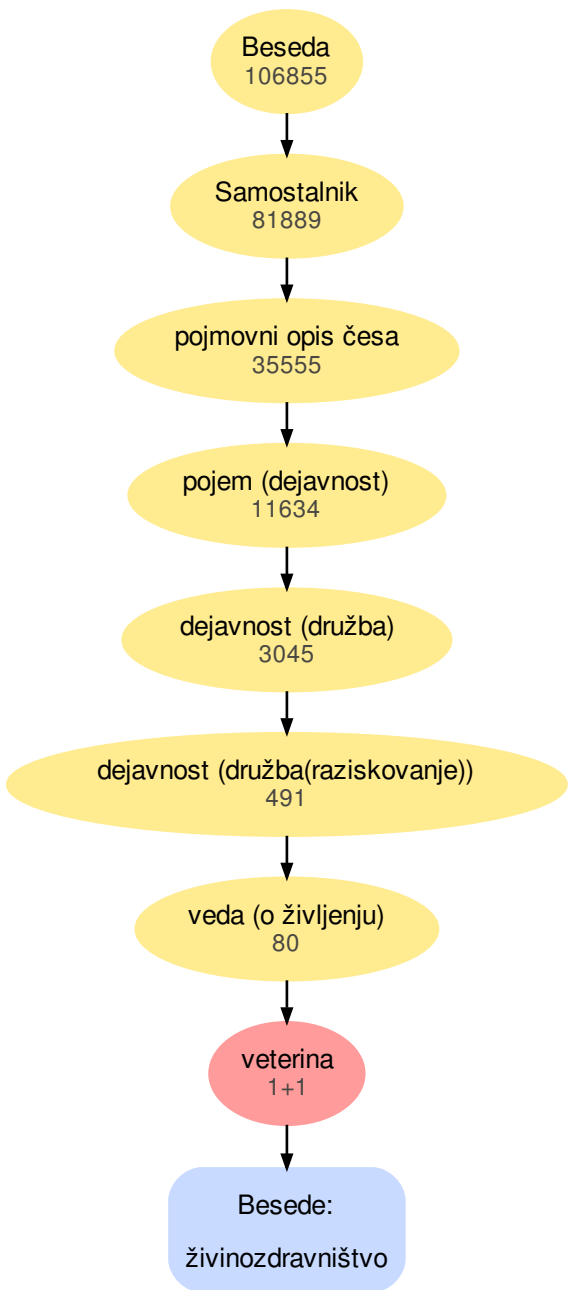 Beseda
106855
Samostalnik
81889
pojmovni opis česa
35555
pojem (dejavnost)
11634
dejavnost (družba)
3045
dejavnost (družba(raziskovanje))
491
veda (o življenju)
80
veterina
1+1
Besede:
živinozdravništvo